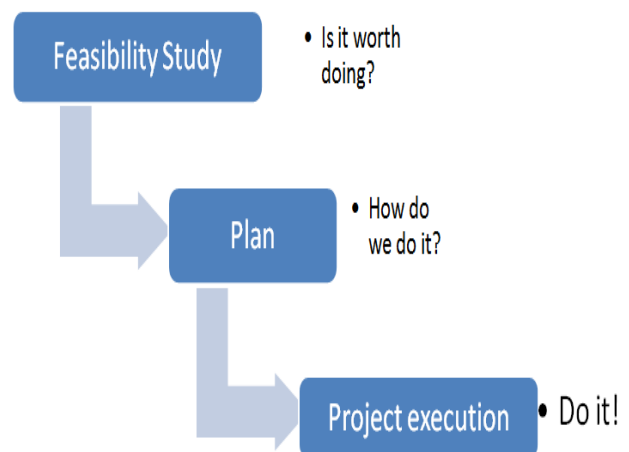 Feasibility Study
• Is it worth
doing?
Plan
• How do
we do it?
Project execution
• Do it!